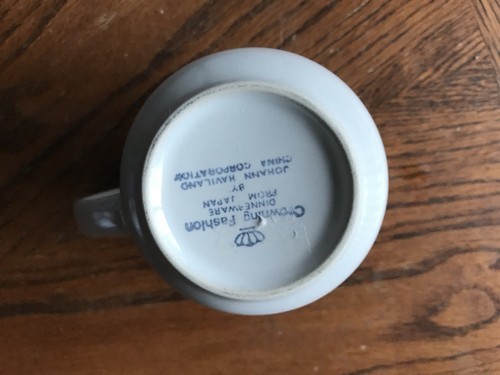 Crowning Fashion
DINNERWARE
FROM JAPAN
BY
JOHANN HAVILAND
CHINA CORPORATION